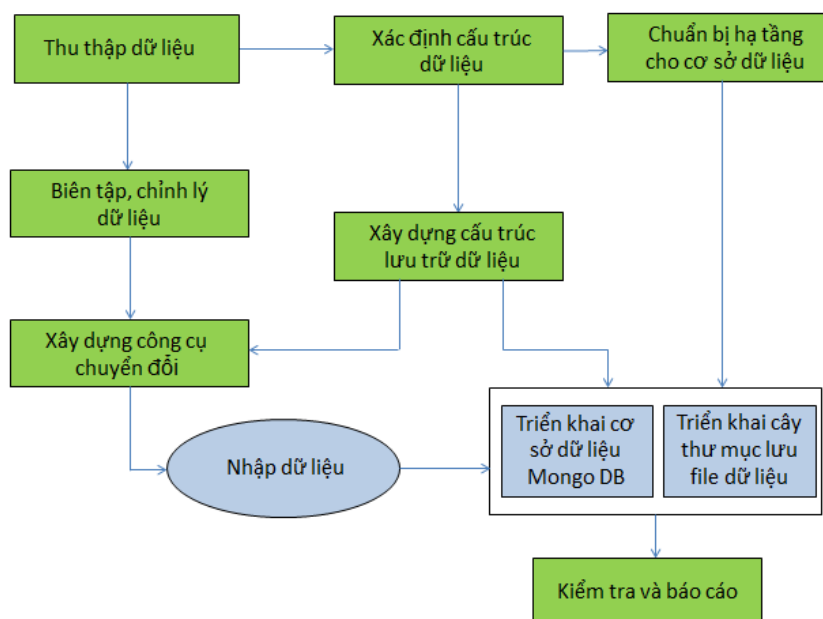 Thu thập dữ liệu
Xác định cấu trúc
dữ liệu
Chuẩn bị hạ tầng
cho cơ sở dữ liệu
Biên tập, chỉnh lý
dữ liệu
Xây dựng cấu trúc
lưu trữ dữ liệu
Xây dựng công cụ
chuyển đỗi
Nhập dữ liệu
Triển khai cơ
sở dữ liệu
Mongo DB
Triển khai cây
thư mục lưu
file dữ liệu
Kiểm tra và báo cáo